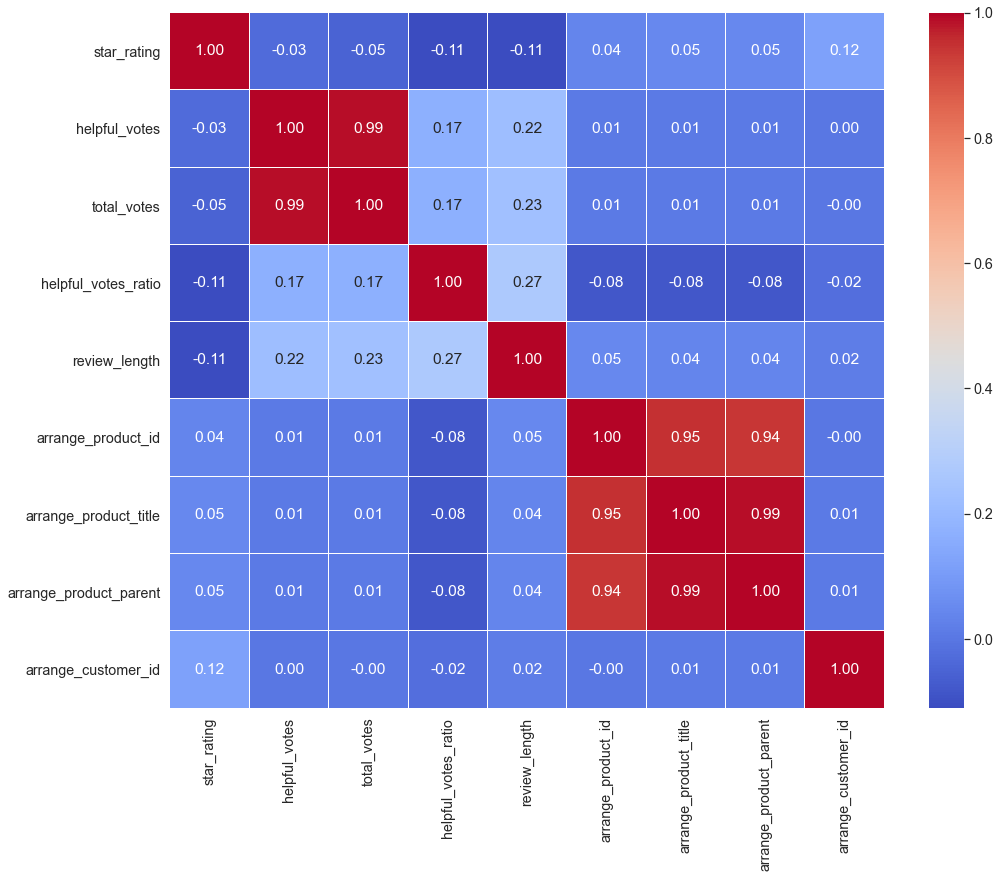 star_rating 1.00 -0.03 -0.05 -0.11 -0.11 0.04 0.05 0.05 0.12
helpful_votes -0.03 1.00 0.99 0.17 0.22 0.01 0.01 0.01 0.00
total_votes -0.05 0.99 1.00 0.17 0.23 0.01 0.01 0.01 -0.00
helpful_votes_ratio -0.11 0.17 0.17 1.00 0.27 -0.08 -0.08 -0.08 -0.02
review_length -0.11 0.22 0.23 0.27 1.00 0.05 0.04 0.04 0.02
arrange_product_id 0.04 0.01 0.01 -0.08 0.05 1.00 0.95 0.94 -0.00
arrange_product_title 0.05 0.01 0.01 -0.08 0.04 0.95 1.00 0.99 0.01
arrange_product_parent 0.05 0.01 0.01 -0.08 0.04 0.94 0.99 1.00 0.01
arrange_customer_id 0.12 0.00 -0.00 -0.02 0.02 -0.00 0.01 0.01 1.00
star_rating
helpful_votes
total_votes
helpful_votes_ratio
review_length
arrange_product_id
arrange_product_title
arrange_product_parent
arrange_customer_id
1.0
0.8
0.6
0.4
0.2
0.0